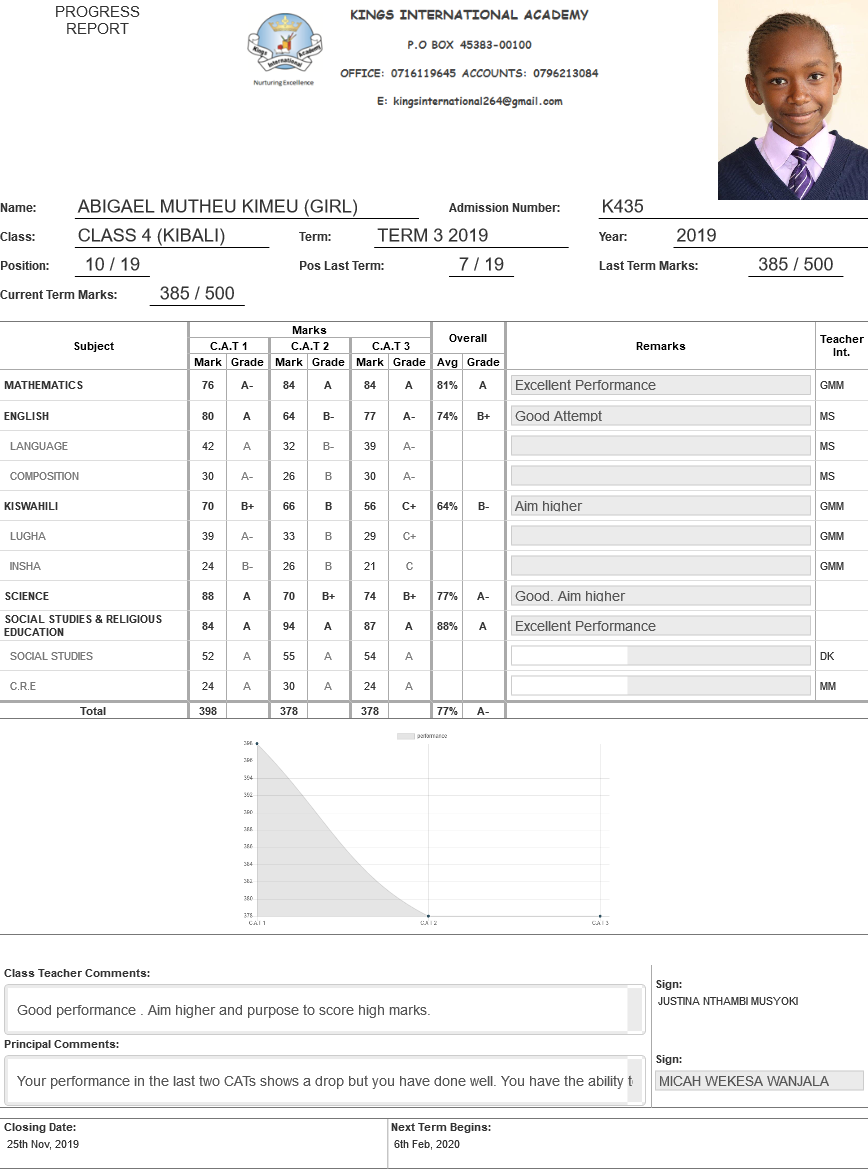 PROGRESS
REPORT
KINGS INTERNATIONAL ACADEMY
P.O BOX 45383-00100
OFFICE: 0716119645 ACCOUNTS: 0796213084
E: kingsinternational264@gmail.com
Kings Academy
International
Nurturing Excellence
Name: ABIGAEL MUTHEU KIMEU (GIRL) Admission Number: K435
Class: CLASS 4 (KIBALI) Term: TERM 3 2019 Year: 2019
Position: 10 / 19 Pos Last Term: 7 / 19 Last Term Marks: 385 / 500
Current Term Marks: 385 / 500
Subject Marks Overall Remarks Teacher Int.
C.A.T 1 C.A.T 2 C.A.T 3
Mark Grade Mark Grade Mark Grade Avg Grade
MATHEMATICS 76 A- 84 A 84 A 81% A Excellent Performance GMM
ENGLISH 80 A 64 B- 77 A- 74% B+ Good Attempt MS
LANGUAGE 42 A 32 B- 39 A- MS
COMPOSITION 30 A- 26 B 30 A- MS
KISWAHILI 70 B+ 66 B 56 C+ 64% B- Aim higher GMM
LUGHA 39 A- 33 B 29 C+ GMM
INSHA 24 B- 26 B 21 C GMM
SCIENCE 88 A 70 B+ 74 B+ 77% A- Good. Aim higher
SOCIAL STUDIES & RELIGIOUS
EDUCATION 84 A 94 A 87 A 88% A Excellent Performance
SOCIAL STUDIES 52 A 55 A 54 A DK
C.R.E 24 A 30 A 24 A MM
Total 398 378 378 77% A-
performance
398
396
394
392
390
388
386
384
382
380
378
C.A.T 1 C.A.T 2 C.A.T 3
Class Teacher Comments:
Good performance . Aim higher and purpose to score high marks.
Sign:
JUSTINA NTHAMBI MUSYOKI
Principal Comments:
Your performance in the last two CATs shows a drop but you have done well. You have the ability t
Sign:
MICAH WEKESA WANJALA
Closing Date: Next Term Begins:
25th Nov, 2019 6th Feb, 2020